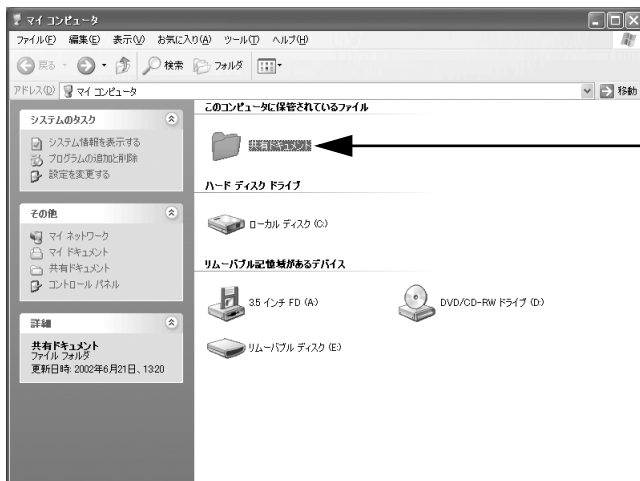 マイ コンピュータ
ファイル(F) 編集(E) 表示(V) お気に入り(A) ツール(T) ヘルプ(H)
戻る 検索 フォルダ
アドレス(D) マイ コンピュータ 移動
システムのタスク
システム情報を表示する
プログラムの追加と削除
設定を変更する
その他
マイ ネットワーク
マイ ドキュメント
共有ドキュメント
コントロール パネル
詳細
共有ドキュメント
ファイル フォルダ
更新日時: 2002年6月21日、13:20
このコンピュータに保管されているファイル
共有ドキュメント
ハード ディスク ドライブ
ローカル ディスク (C:)
リムーバブル記憶域があるデバイス
3.5 インチ FD (A:)
DVD/CD-RW ドライブ (D:)
リムーバブル ディスク (E:)